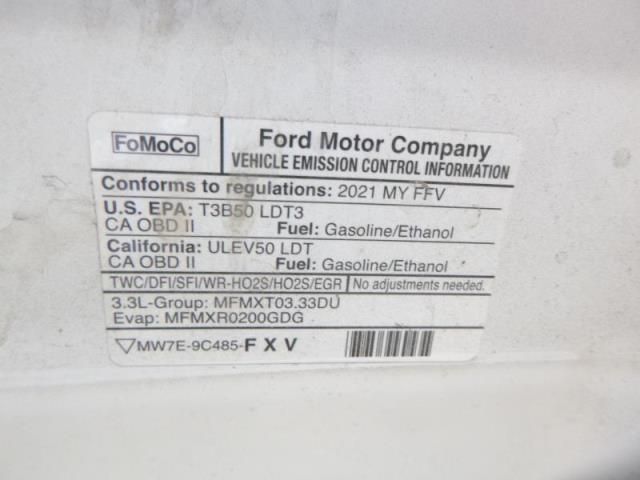 FoMoCo
Ford Motor Company
VEHICLE EMISSION CONTROL INFORMATION
Conforms to regulations: 2021 MY FFV
U.S. EPA: T3B50 LDT3
CA OBD II Fuel: Gasoline/Ethanol
California: ULEV50 LDT
CA OBD II Fuel: Gasoline/Ethanol
TWC/DFI/SFI/WR-HO2S/HO2S/EGR No adjustments needed.
3.3L-Group: MFMXT03.33DU
Evap: MFMXR0200GDG
▽MW7E-9C485-F X V